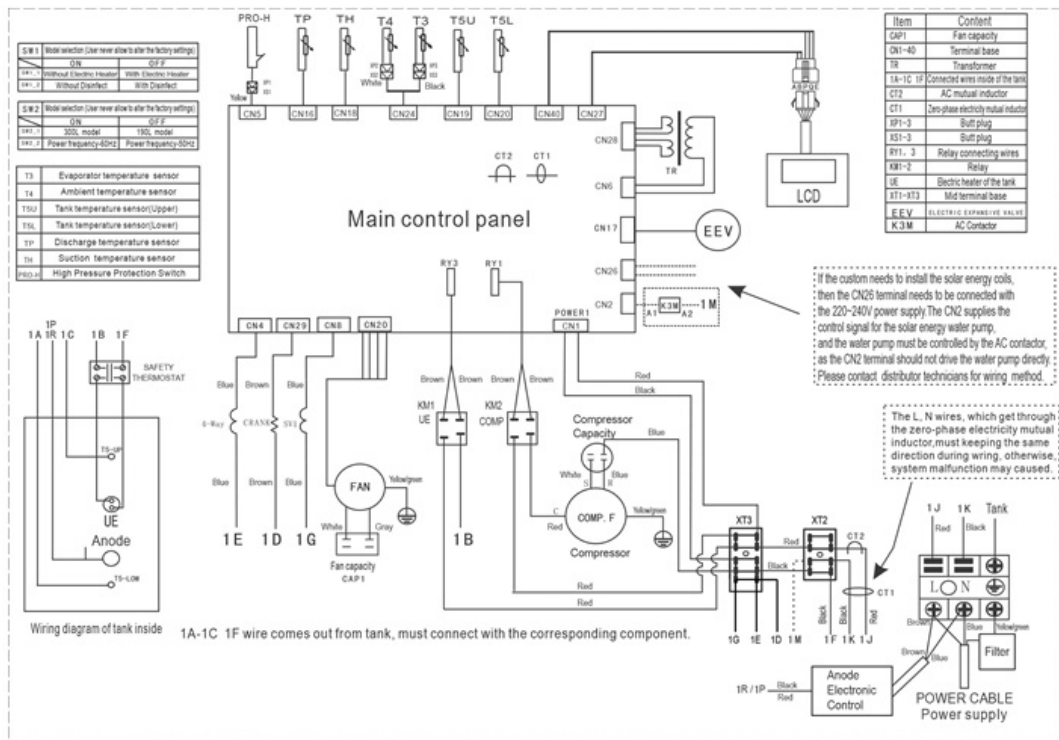 PRO-H TP TH T4 T3 T5U T5L
SW1 Model selection (User never allow to alter the factory settings)
ON OFF
SW1_1 Without Electric Heater With Electric Heater
SW1_2 Without Disinfect With Disinfect
SW2 Model selection (User never allow to alter the factory settings)
ON OFF
SW2_1 300L model 190L model
SW2_2 Power frequency-60Hz Power frequency-50Hz
T3 Evaporator temperature sensor
T4 Ambient temperature sensor
T5U Tank temperature sensor(Upper)
T5L Tank temperature sensor(Lower)
TP Discharge temperature sensor
TH Suction temperature sensor
PRO-H High Pressure Protection Switch
XP1
XS1
Yellow
XP3 XP2
XS3 XS2
White Black
CN5 CN16 CN18 CN24 CN19 CN20 CN40 CN27
CT2 CT1
Main control panel
RY3 RY1
CN28
CN6
CN17
CN26
CN2
POWER1
CN1
CN4 CN29 CN8 CN20
TR
EEV
K3M 1M
A1 A2
A B P Q E
LCD
Item Content
CAP1 Fan capacity
CN1-40 Terminal base
TR Transformer
1A-1C 1F Connected wires inside of the tank
CT2 AC mutual inductor
CT1 Zero-phase electricity mutual inductor
XP1-3 Butt plug
XS1-3 Butt plug
RY1、3 Relay connecting wires
KM1-2 Relay
UE Electric heater of the tank
XT1-XT3 Mid terminal base
EEV ELECTRIC EXPANSIVE VALVE
K3M AC Contactor
If the custom needs to install the solar energy coils,
then the CN26 terminal needs to be connected with
the 220~240V power supply.The CN2 supplies the
control signal for the solar energy water pump,
and the water pump must be controlled by the AC contactor,
as the CN2 terminal should not drive the water pump directly.
Please contact distributor technicians for wiring method.
The L, N wires, which get through
the zero-phase electricity mutual
inductor,must keeping the same
direction during wring, otherwise,
system malfunction may caused.
1P
1A 1R 1C 1B 1F
SAFETY
THERMOSTAT
T5-UP
UE
Anode
T5-LOW
Wiring diagram of tank inside
Blue Brown Blue Blue
4-Way CRANK SV1
Blue Brown Blue
1E 1D 1G
FAN
Yellow/green
White Gray
Fan capacity
CAP1
Brown Brown Brown Brown
KM1
UE
KM2
COMP
1B
Red
Black
Compressor
Capacity
Blue
White Blue
S R
C
Red
COMP. F
Yellow/green
Compressor
Red
Red
XT3 XT2
Red
Black
CT2
CT1
Black Black Red
1G 1E 1D 1M 1F 1K 1J
1J 1K Tank
Red Black
L N
Brown Blue Yellow/green
Brown Blue
Filter
1R /1P Black
Red
Anode
Electronic
Control
POWER CABLE
Power supply
1A-1C 1F wire comes out from tank, must connect with the corresponding component.